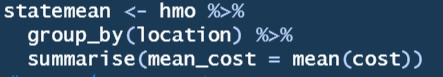 statemean <- hmo %>%
group_by(location) %>%
summarise(mean_cost = mean(cost))